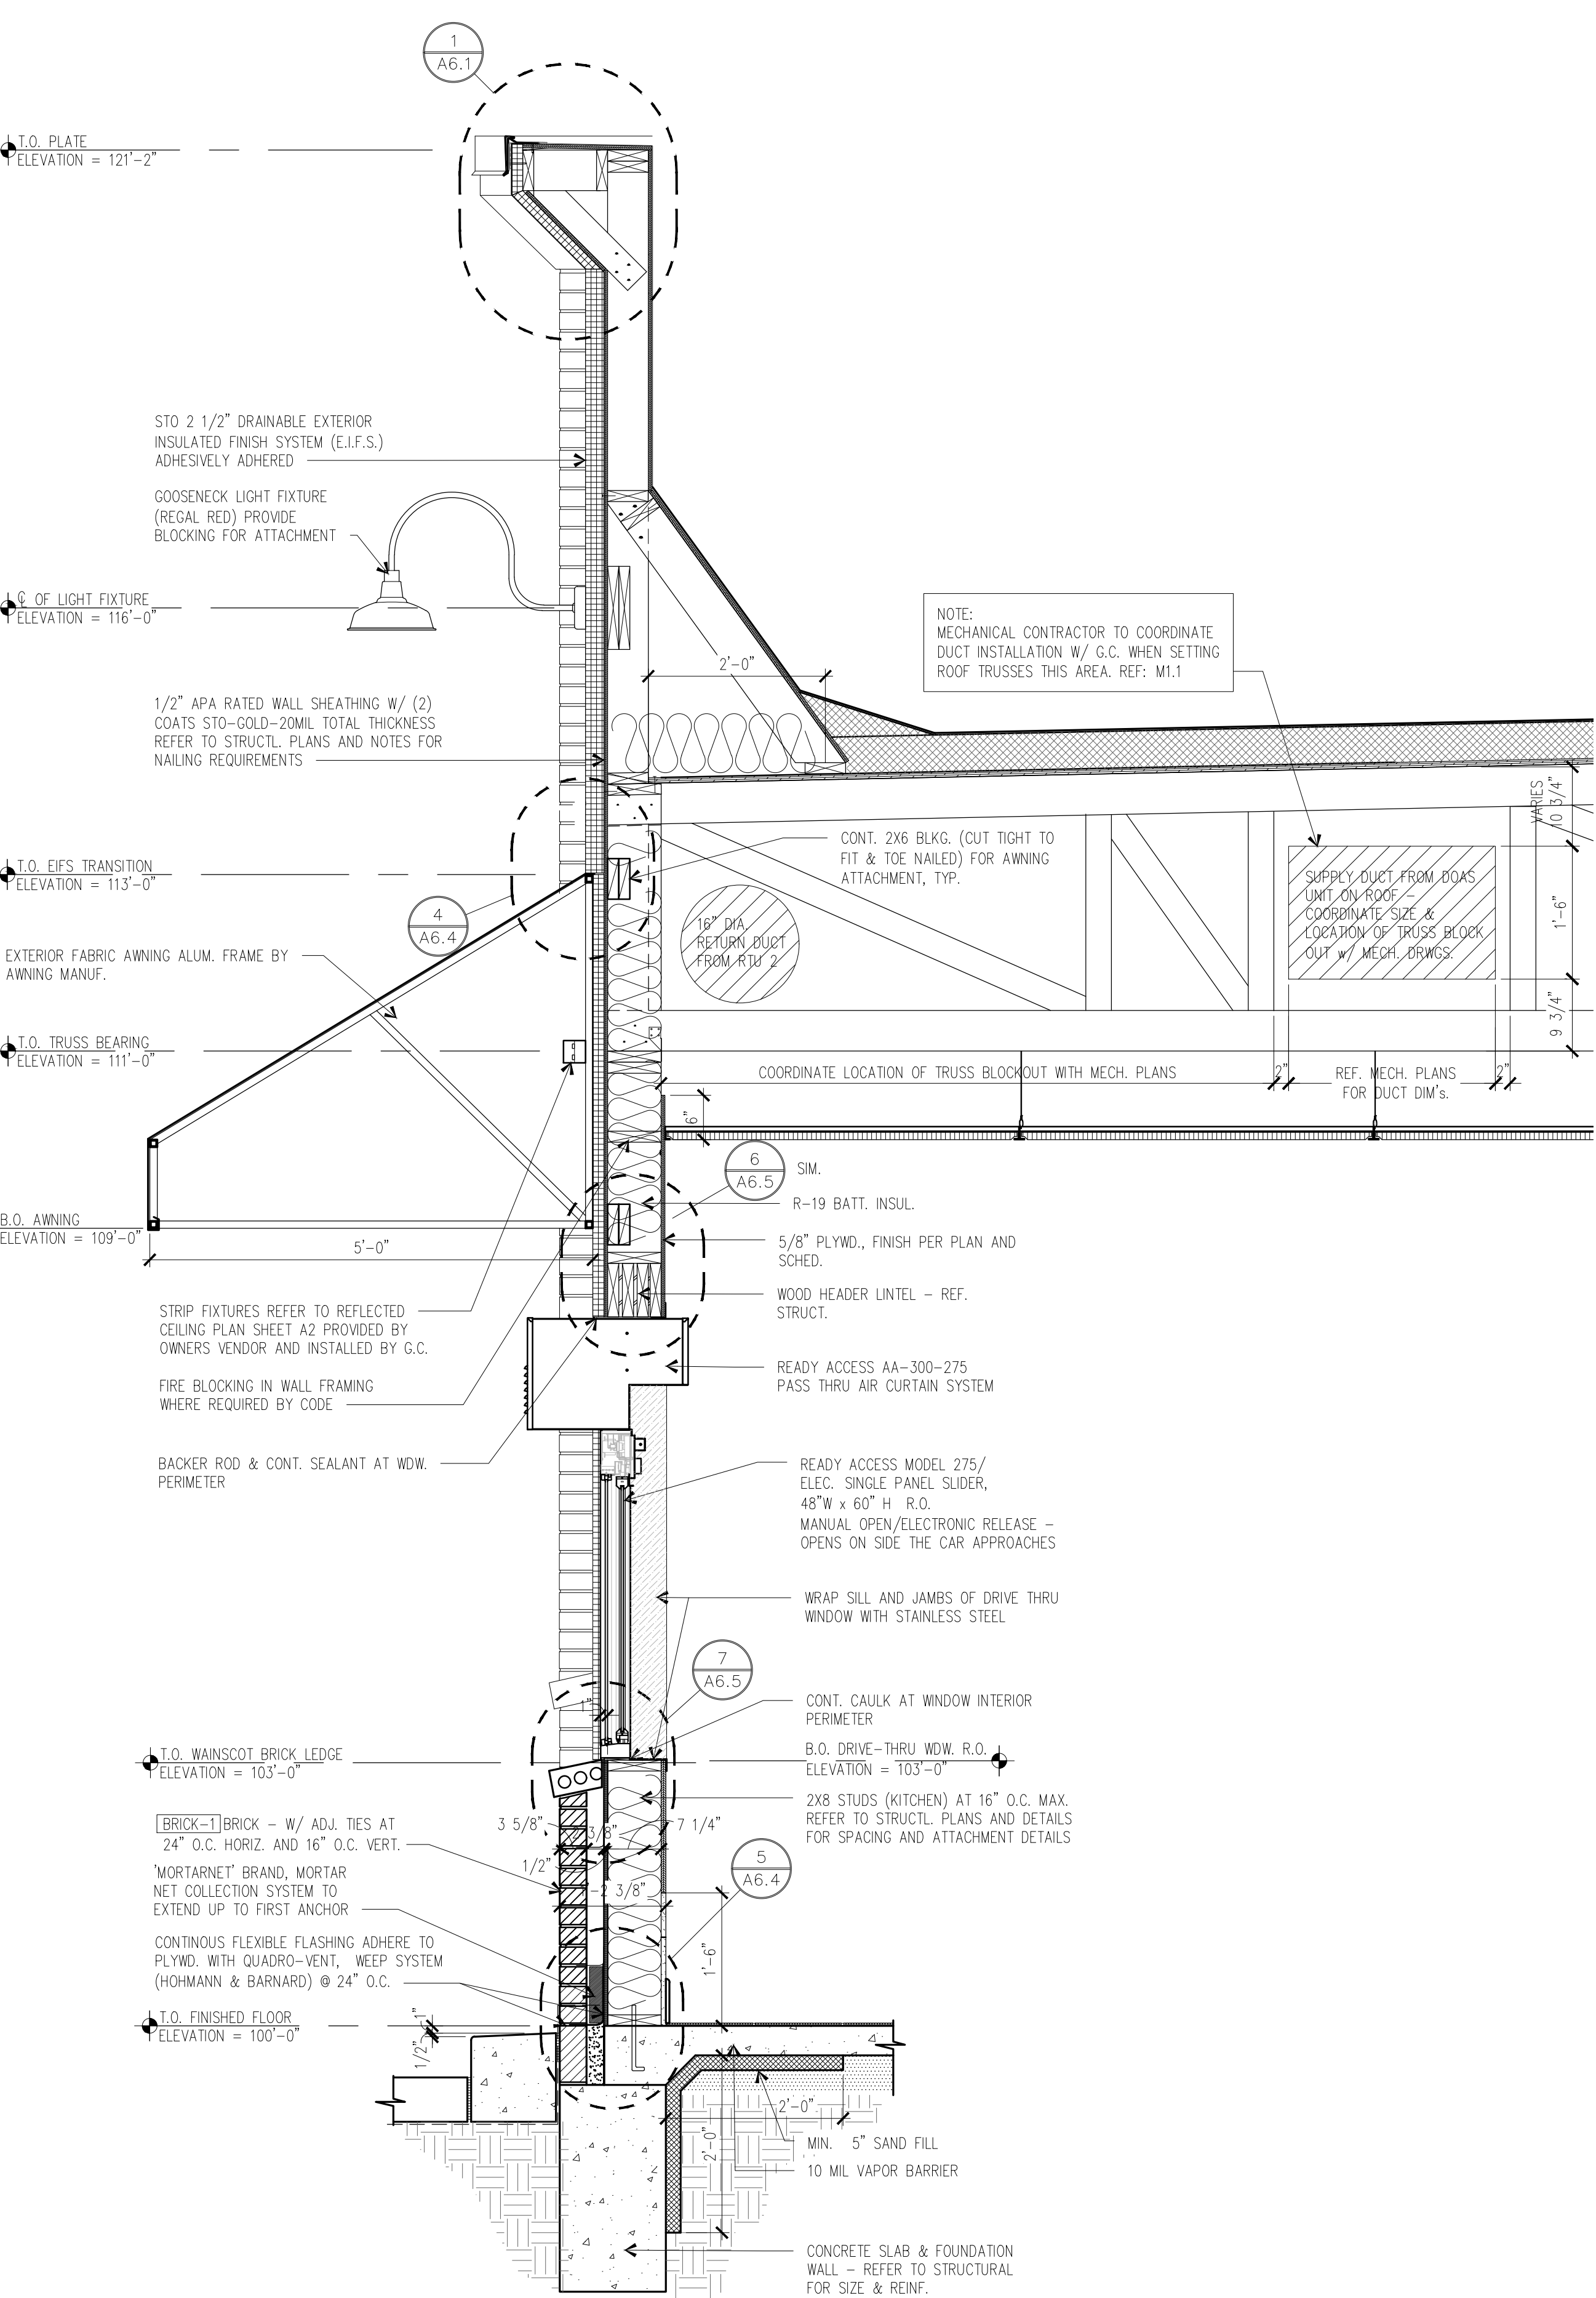 1
A6.1
T.O. PLATE
ELEVATION = 121'-2"
STO 2 1/2" DRAINABLE EXTERIOR
INSULATED FINISH SYSTEM (E.I.F.S.)
ADHESIVELY ADHERED
GOOSENECK LIGHT FIXTURE
(REGAL RED) PROVIDE
BLOCKING FOR ATTACHMENT
℄ OF LIGHT FIXTURE
ELEVATION = 116'-0"
NOTE:
MECHANICAL CONTRACTOR TO COORDINATE
DUCT INSTALLATION W/ G.C. WHEN SETTING
ROOF TRUSSES THIS AREA. REF: M1.1
2'-0"
1/2" APA RATED WALL SHEATHING W/ (2)
COATS STO-GOLD-20MIL TOTAL THICKNESS
REFER TO STRUCTL. PLANS AND NOTES FOR
NAILING REQUIREMENTS
VARIES
10 3/4"
CONT. 2X6 BLKG. (CUT TIGHT TO
FIT & TOE NAILED) FOR AWNING
ATTACHMENT, TYP.
T.O. EIFS TRANSITION
ELEVATION = 113'-0"
4
A6.4
16" DIA.
RETURN DUCT
FROM RTU 2
SUPPLY DUCT FROM DOAS
UNIT ON ROOF -
COORDINATE SIZE &
LOCATION OF TRUSS BLOCK
OUT w/ MECH. DRWGS.
1'-6"
EXTERIOR FABRIC AWNING ALUM. FRAME BY
AWNING MANUF.
9 3/4"
T.O. TRUSS BEARING
ELEVATION = 111'-0"
COORDINATE LOCATION OF TRUSS BLOCKOUT WITH MECH. PLANS
2"
REF. MECH. PLANS
FOR DUCT DIM's.
2"
6"
6
A6.5
SIM.
R-19 BATT. INSUL.
B.O. AWNING
ELEVATION = 109'-0"
5'-0"
5/8" PLYWD., FINISH PER PLAN AND
SCHED.
WOOD HEADER LINTEL - REF.
STRUCT.
STRIP FIXTURES REFER TO REFLECTED
CEILING PLAN SHEET A2 PROVIDED BY
OWNERS VENDOR AND INSTALLED BY G.C.
READY ACCESS AA-300-275
PASS THRU AIR CURTAIN SYSTEM
FIRE BLOCKING IN WALL FRAMING
WHERE REQUIRED BY CODE
BACKER ROD & CONT. SEALANT AT WDW.
PERIMETER
READY ACCESS MODEL 275/
ELEC. SINGLE PANEL SLIDER,
48"W x 60" H R.O.
MANUAL OPEN/ELECTRONIC RELEASE -
OPENS ON SIDE THE CAR APPROACHES
WRAP SILL AND JAMBS OF DRIVE THRU
WINDOW WITH STAINLESS STEEL
7
A6.5
1"
CONT. CAULK AT WINDOW INTERIOR
PERIMETER
T.O. WAINSCOT BRICK LEDGE
ELEVATION = 103'-0"
B.O. DRIVE-THRU WDW. R.O.
ELEVATION = 103'-0"
2X8 STUDS (KITCHEN) AT 16" O.C. MAX.
REFER TO STRUCTL. PLANS AND DETAILS
FOR SPACING AND ATTACHMENT DETAILS
BRICK-1 BRICK - W/ ADJ. TIES AT
24" O.C. HORIZ. AND 16" O.C. VERT.
3 5/8"
3/8"
7 1/4"
1/2"
-2 3/8"
5
A6.4
'MORTARNET' BRAND, MORTAR
NET COLLECTION SYSTEM TO
EXTEND UP TO FIRST ANCHOR
CONTINOUS FLEXIBLE FLASHING ADHERE TO
PLYWD. WITH QUADRO-VENT, WEEP SYSTEM
(HOHMANN & BARNARD) @ 24" O.C.
1'-6"
T.O. FINISHED FLOOR
ELEVATION = 100'-0"
1"
1/2"
2'-0"
2'-0"
MIN. 5" SAND FILL
10 MIL VAPOR BARRIER
CONCRETE SLAB & FOUNDATION
WALL - REFER TO STRUCTURAL
FOR SIZE & REINF.